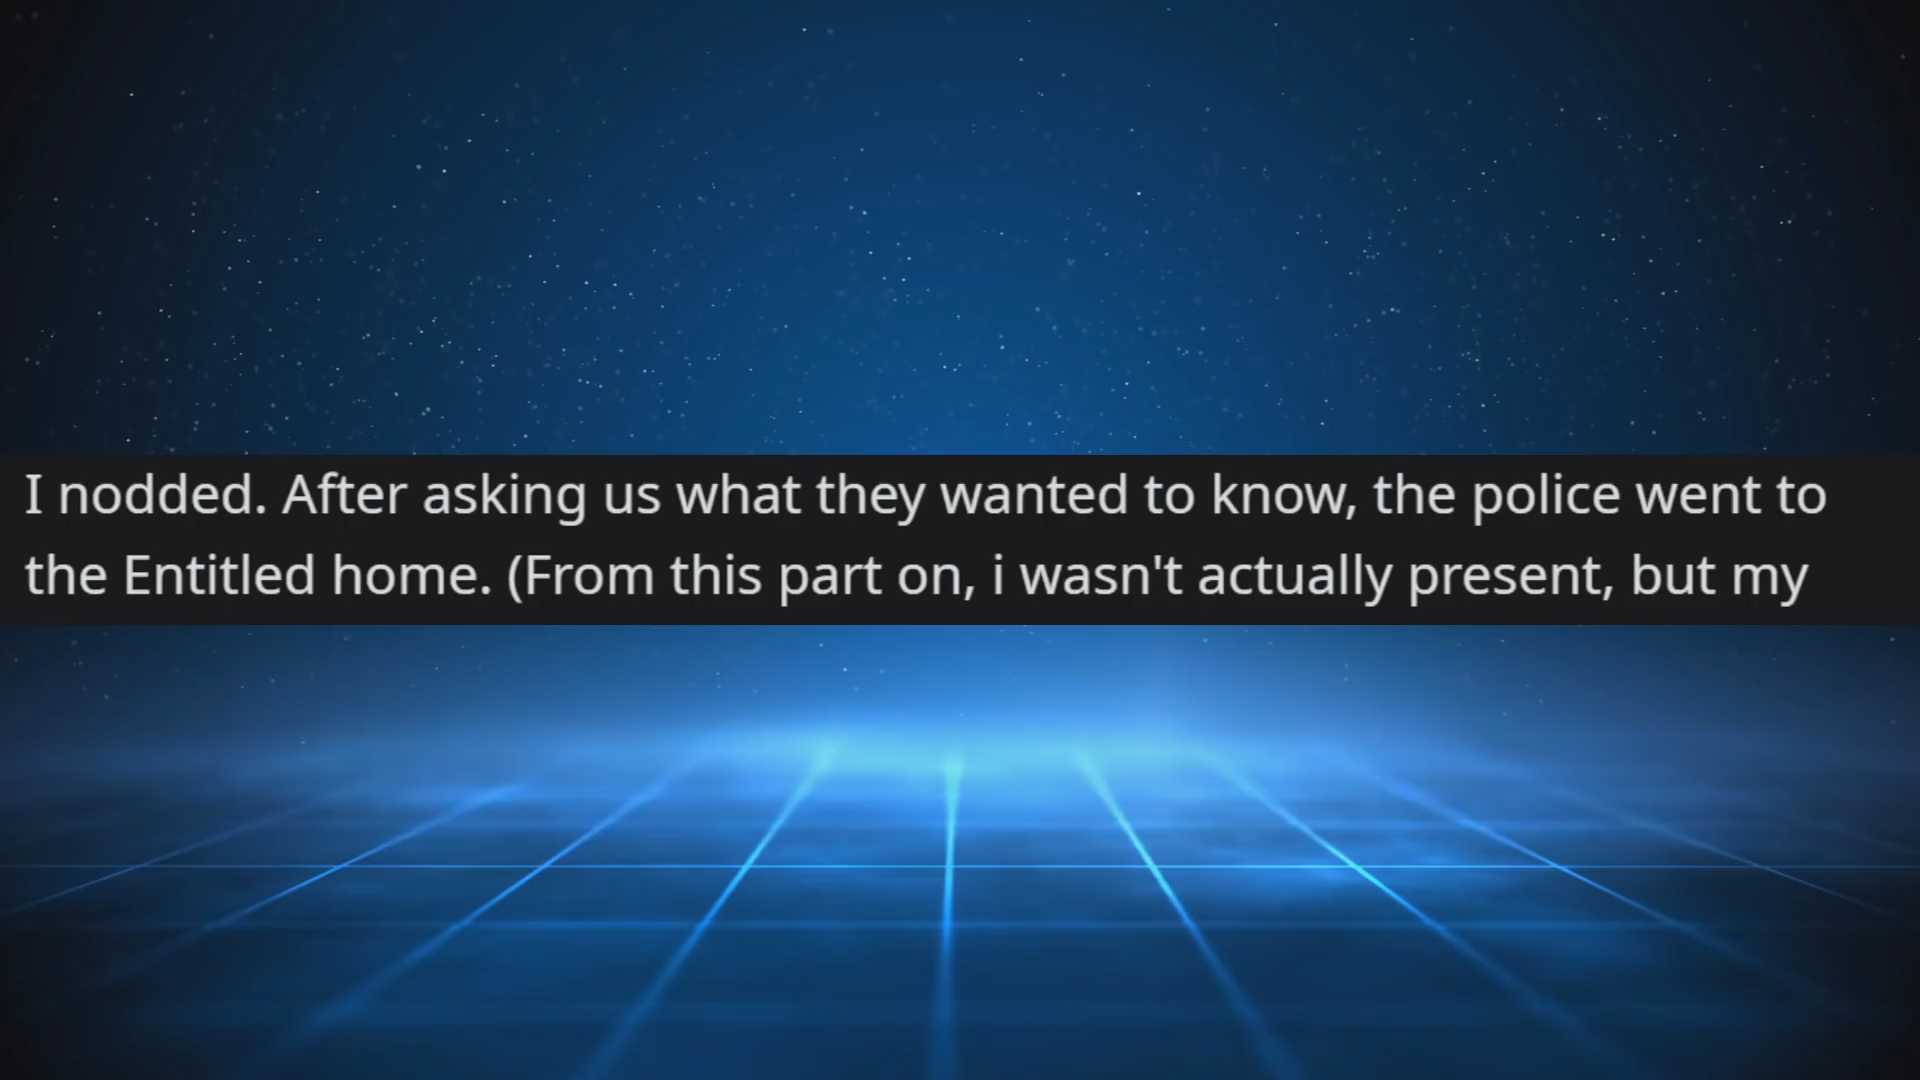 I nodded. After asking us what they wanted to know, the police went to
the Entitled home. (From this part on, i wasn't actually present, but my